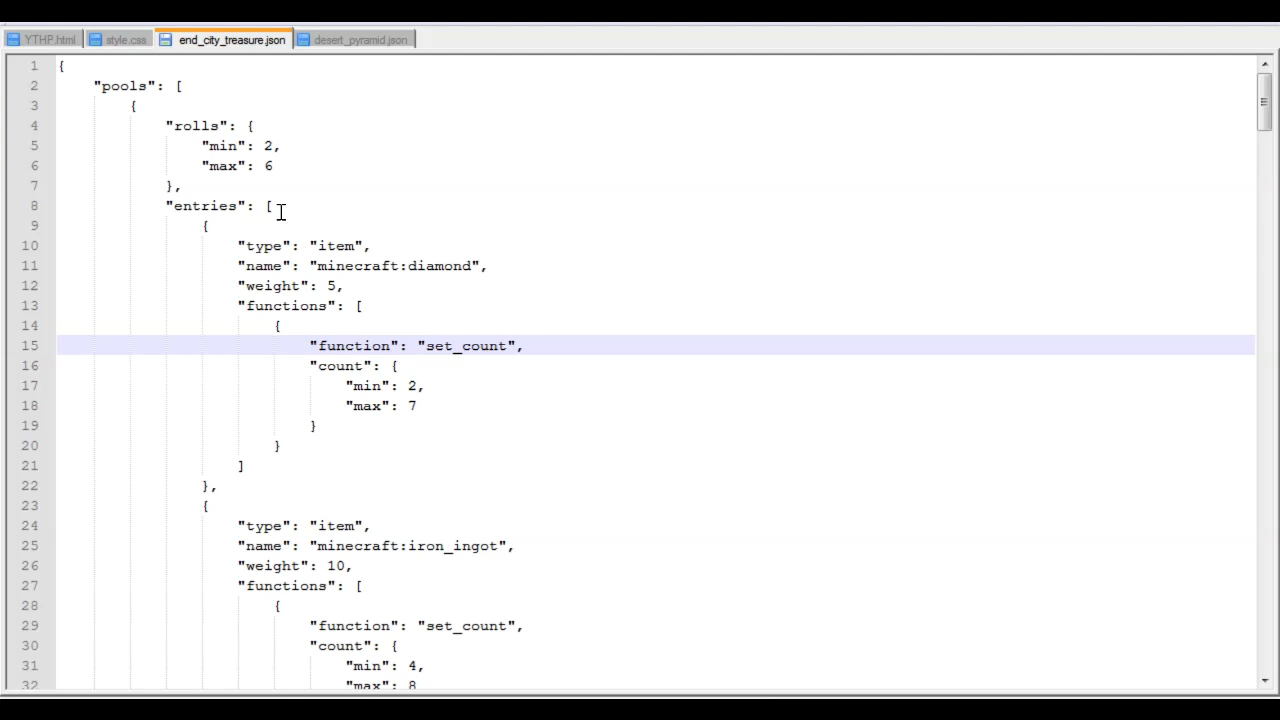 YTHP.html style.css end_city_treasure.json desert_pyramid.json
1 {
2 "pools": [
3 {
4 "rolls": {
5 "min": 2,
6 "max": 6
7 },
8 "entries": [
9 {
10 "type": "item",
11 "name": "minecraft:diamond",
12 "weight": 5,
13 "functions": [
14 {
15 "function": "set_count",
16 "count": {
17 "min": 2,
18 "max": 7
19 }
20 }
21 ]
22 },
23 {
24 "type": "item",
25 "name": "minecraft:iron_ingot",
26 "weight": 10,
27 "functions": [
28 {
29 "function": "set_count",
30 "count": {
31 "min": 4,
32 "max": 8